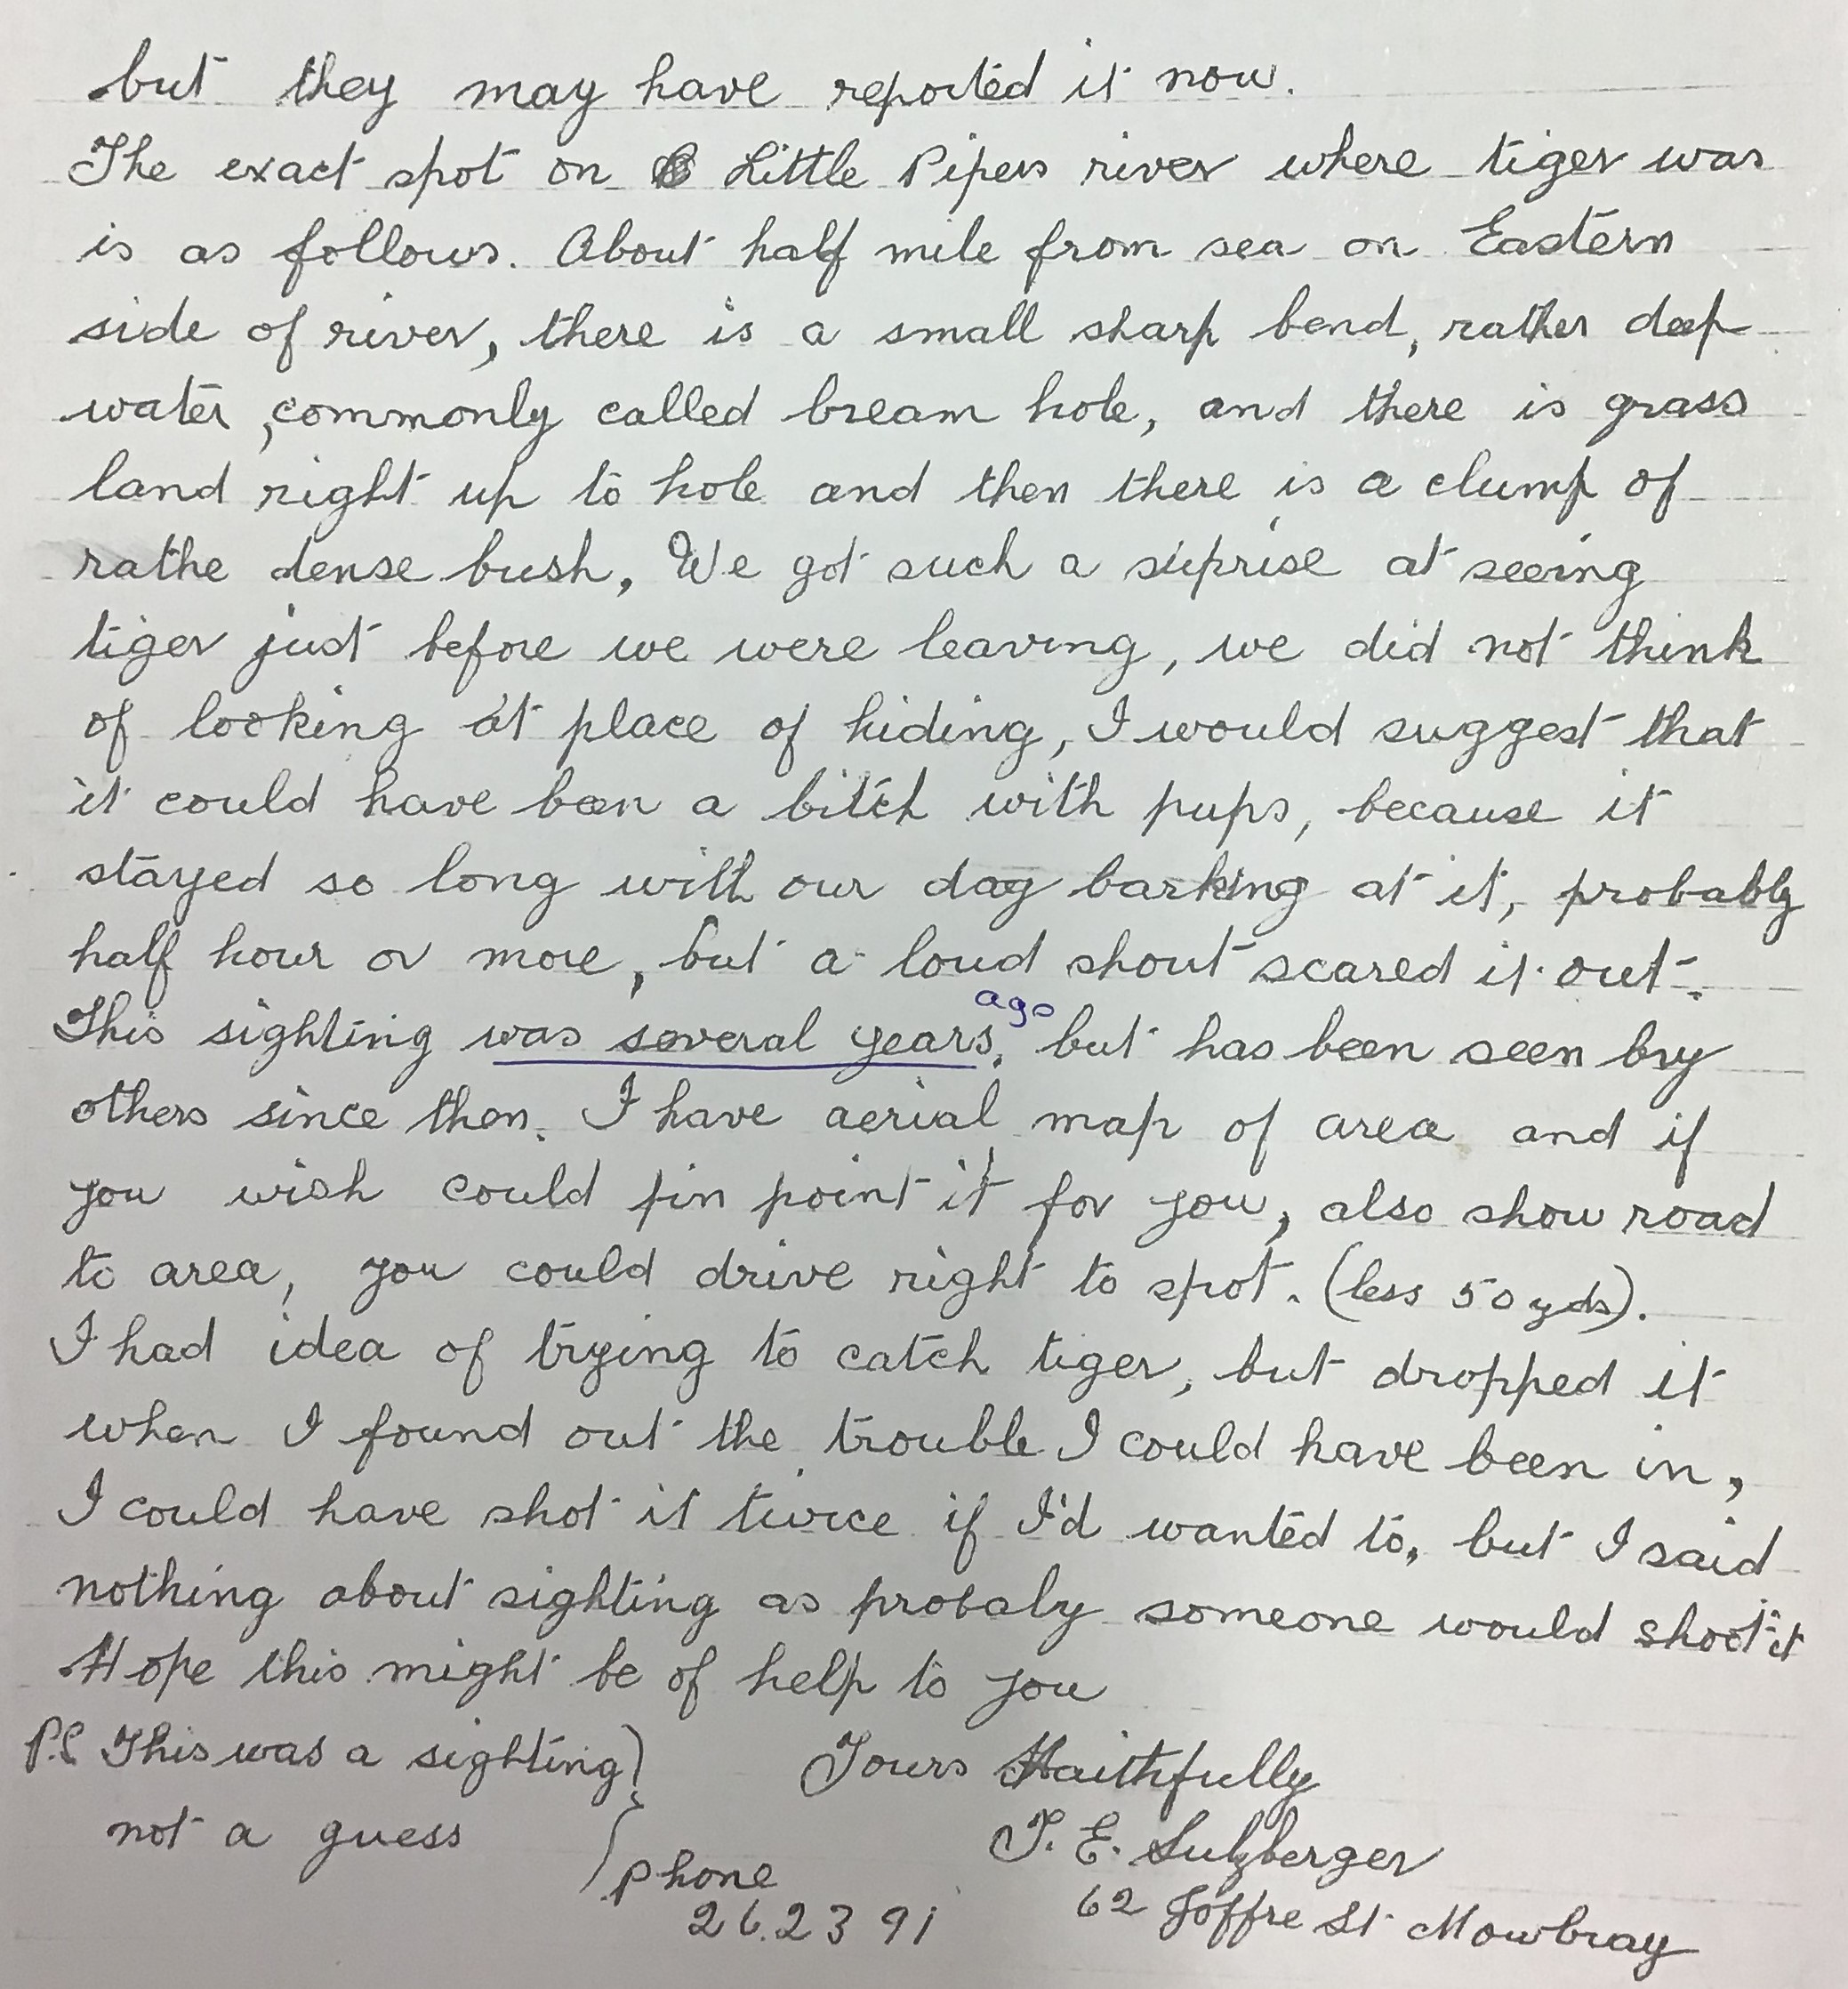 but they may have reported it now.
The exact spot on Little Pipers river where tiger was
is as follows. About half mile from sea on Eastern
side of river, there is a small sharp bend, rather deep
water, commonly called bream hole, and there is grass
land right up to hole and then there is a clump of
rathe dense bush, We got such a suprise at seeing
tiger just before we were leaving, we did not think
of looking at place of hiding, I would suggest that
it could have been a bitch with pups, because it
stayed so long with our dog barking at it, probably
half hour or more, but a loud shout scared it out.
This sighting was several years ago, but has been seen by
others since then. I have aerial map of area and if
you wish could pin point it for you, also show road
to area, you could drive right to spot. (less 50 yds).
I had idea of trying to catch tiger, but dropped it
when I found out the trouble I could have been in,
I could have shot it twice if I'd wanted to, but I said
nothing about sighting as probaly someone would shoot it
Hope this might be of help to you
P.S This was a sighting
not a guess
Yours Faithfully
T. E. Sulzberger
62 Joffre St Mowbray
Phone
26.2391